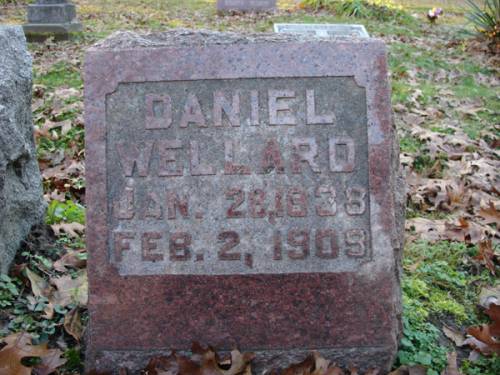 DANIEL
WELLARD
JAN. 28, 1838
FEB. 2, 1909